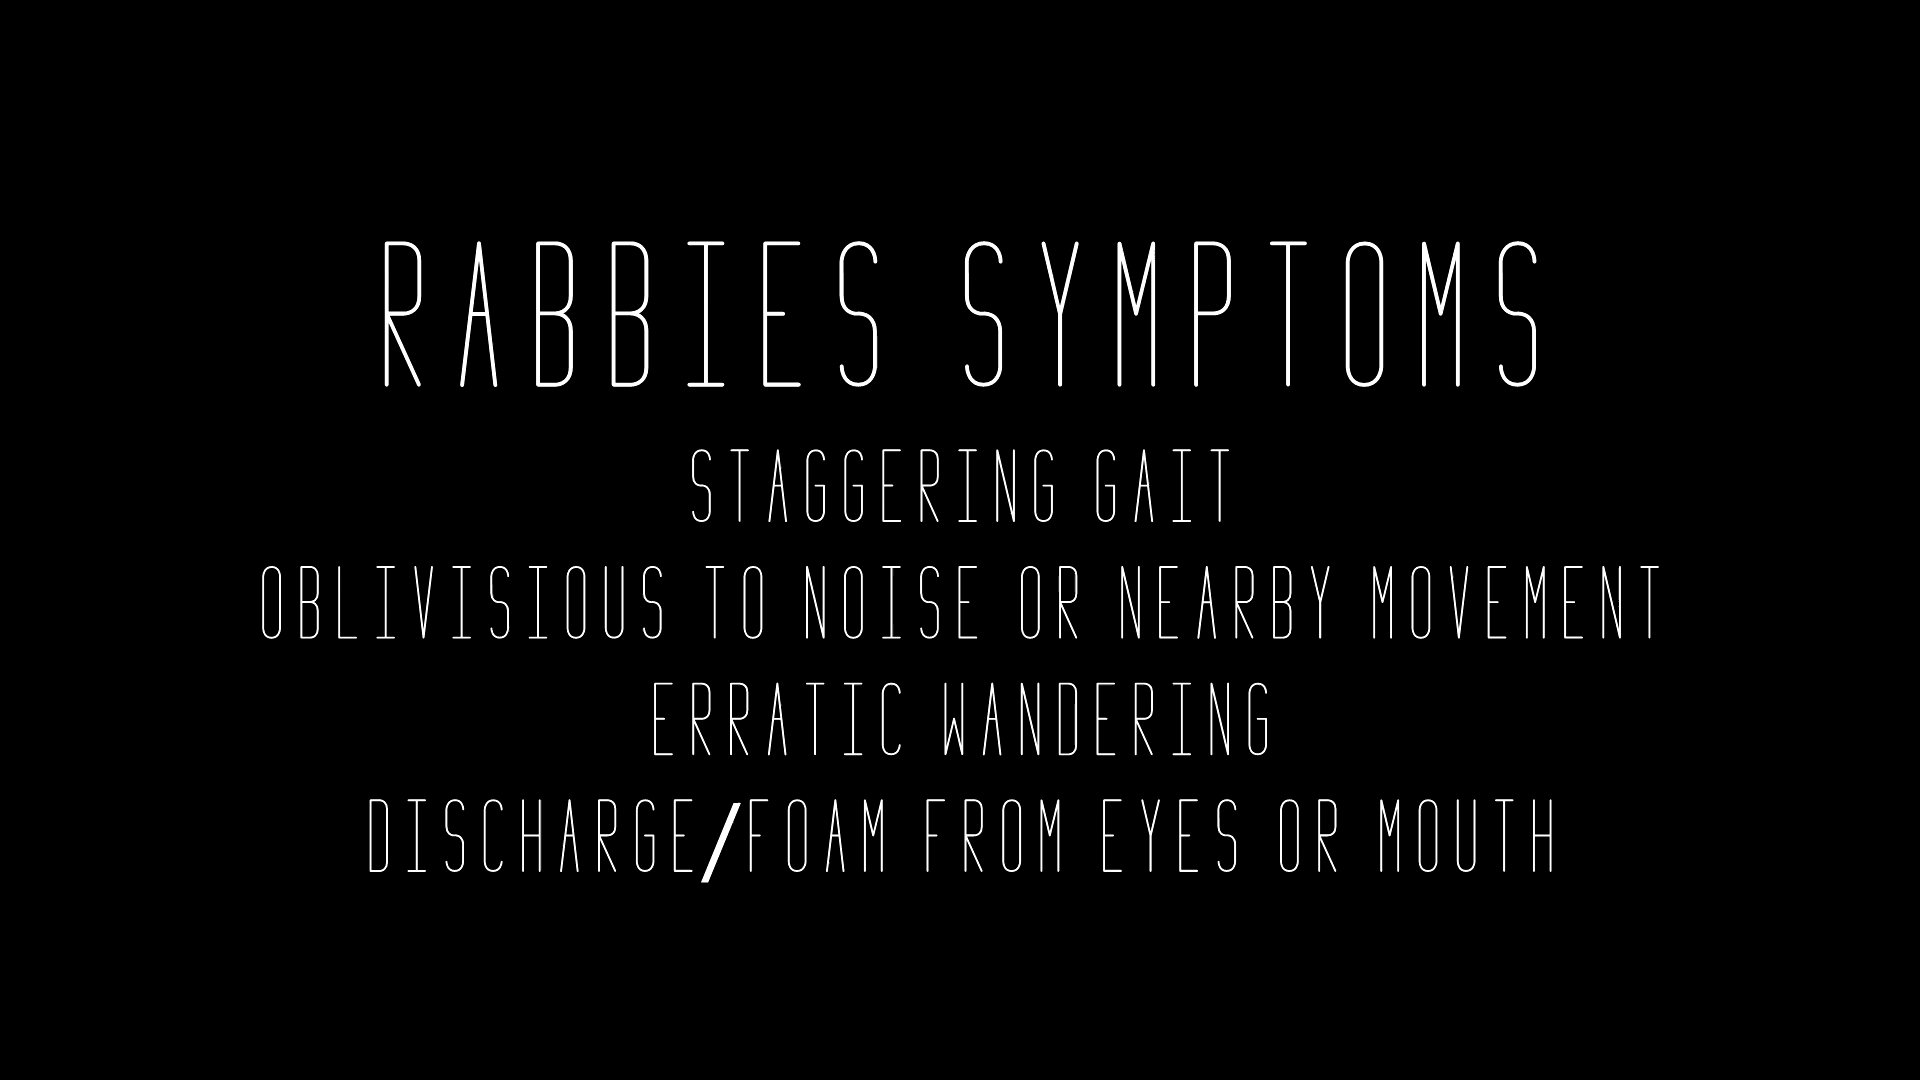 RABBIES SYMPTOMS
STAGGERING GAIT
OBLIVISIOUS TO NOISE OR NEARBY MOVEMENT
ERRATIC WANDERING
DISCHARGE/FOAM FROM EYES OR MOUTH